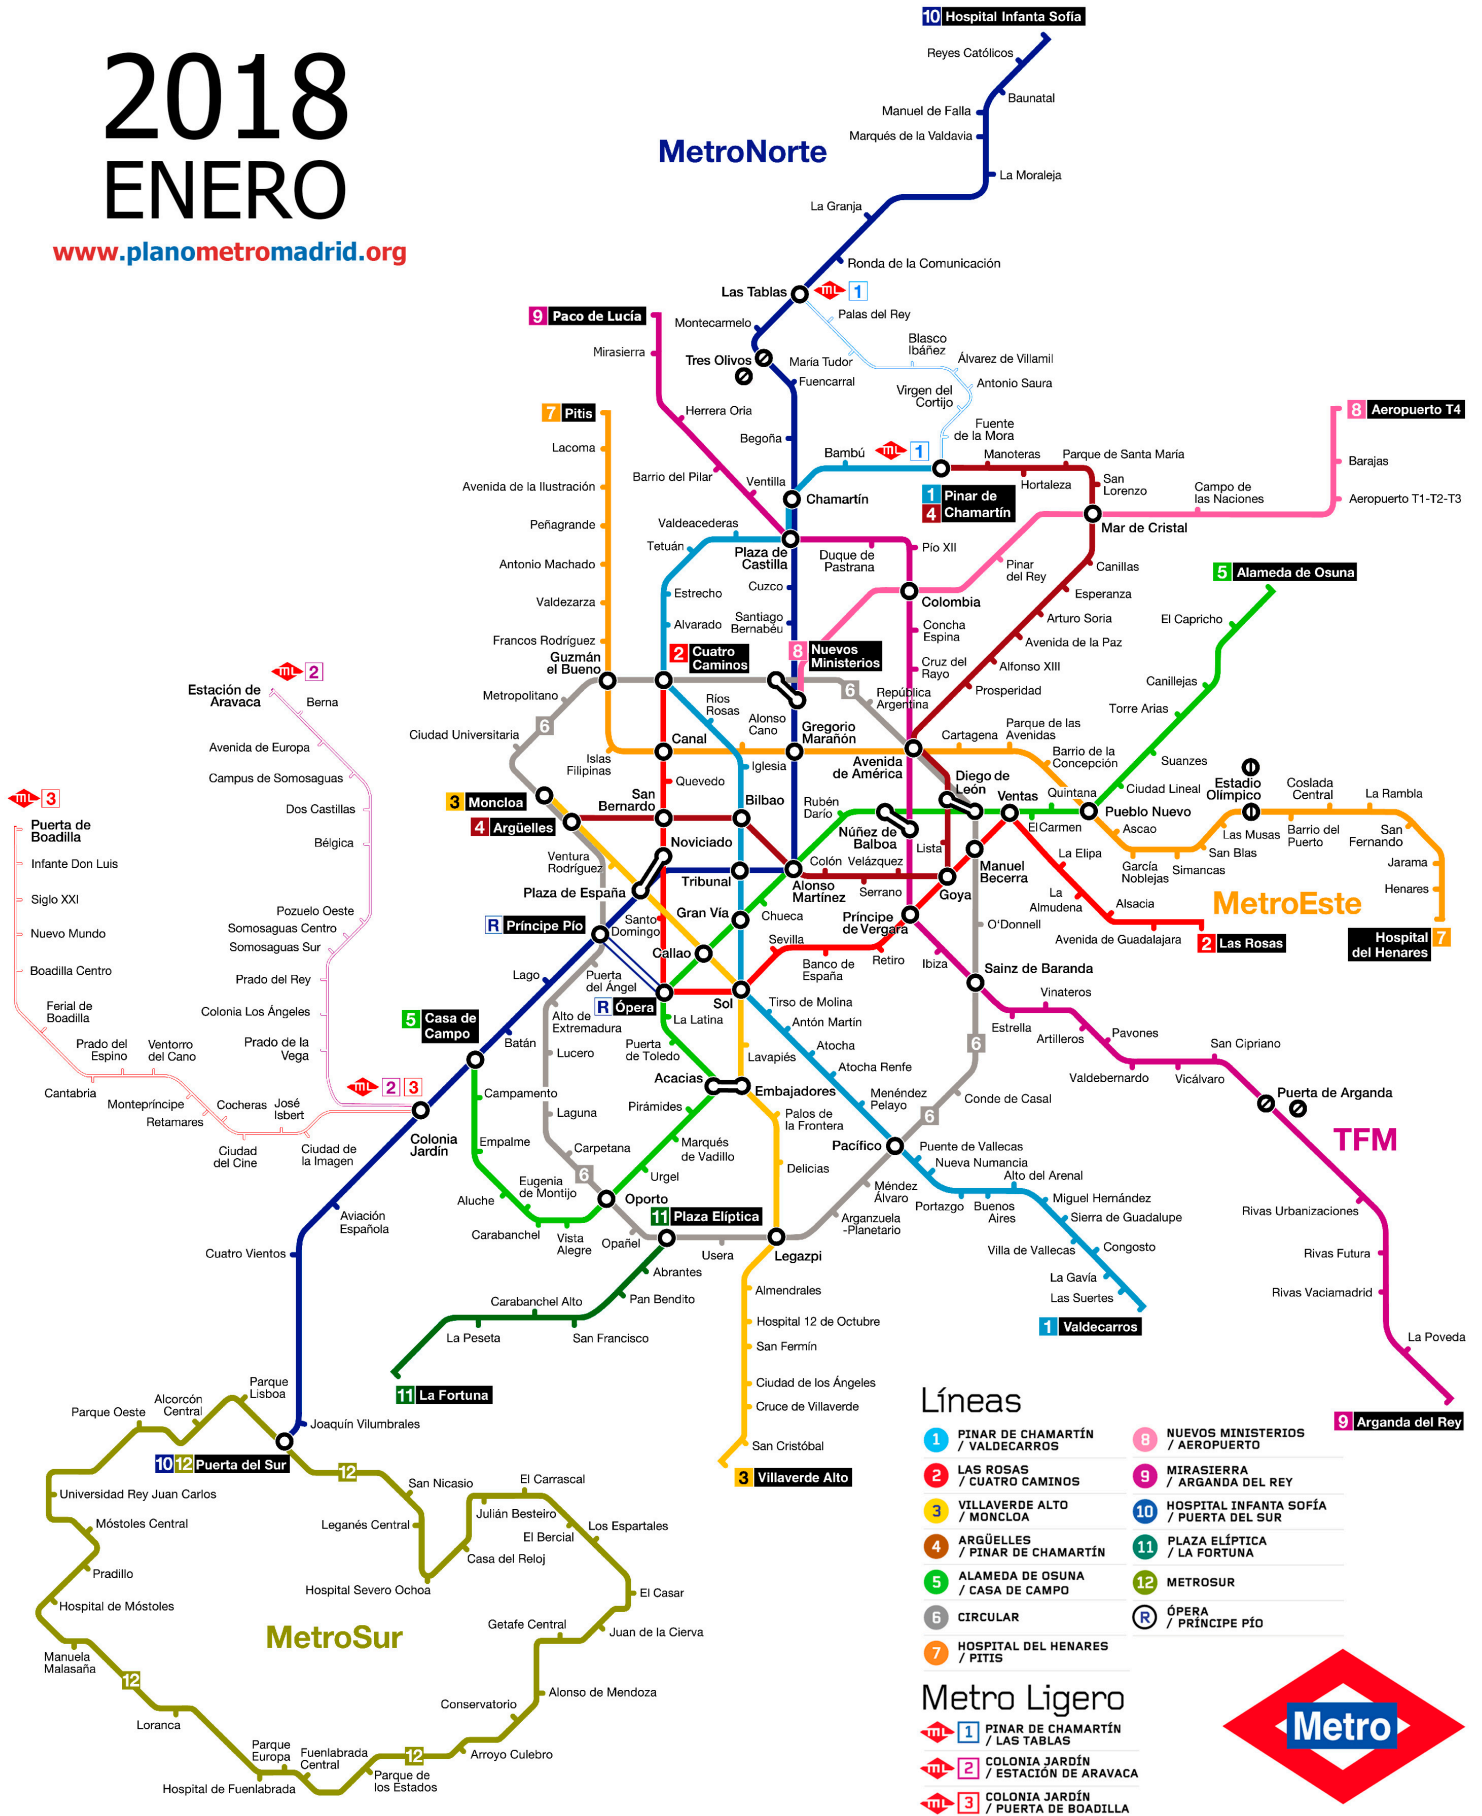 2018
ENERO
www.planometromadrid.org
10 Hospital Infanta Sofía
Reyes Católicos
Baunatal
Manuel de Falla
Marqués de la Valdavia
MetroNorte
La Moraleja
La Granja
Ronda de la Comunicación
Las Tablas
mL 1
9 Paco de Lucía
Montecarmelo
Palas del Rey
Mirasierra
Tres Olivos
Maria Tudor
Blasco
Ibáñez
Álvarez de Villamil
Fuencarral
Antonio Saura
Virgen del
Cortijo
7 Pitis
Herrera Oria
Fuente
de la Mora
8 Aeropuerto T4
Lacoma
Begoña
Bambú
mL 1
Manoteras
Parque de Santa María
Barajas
Barrio del Pilar
Ventilla
Hortaleza
San
Lorenzo
Campo de
las Naciones
Avenida de la Ilustración
Chamartín
1 Pinar de
4 Chamartín
Aeropuerto T1-T2-T3
Peñagrande
Valdeacederas
Mar de Cristal
Tetuán
Plaza de
Castilla
Duque de
Pastrana
Pío XII
Antonio Machado
Pinar
del Rey
Canillas
5 Alameda de Osuna
Valdezarza
Estrecho
Cuzco
Colombia
Esperanza
Francos Rodríguez
Alvarado
Santiago
Bernabéu
Concha
Espina
Arturo Soria
El Capricho
Avenida de la Paz
Guzmán
el Bueno
2 Cuatro
Caminos
8 Nuevos
Ministerios
Cruz del
Rayo
Alfonso XIII
mL 2
Estación de
Aravaca
Berna
Metropolitano
6
República
Argentina
Prosperidad
Canillejas
Ríos
Rosas
Alonso
Cano
Torre Arias
6
Ciudad Universitaria
Avenida de Europa
Canal
Gregorio
Marañón
Cartagena
Parque de las
Avenidas
Islas
Filipinas
Iglesia
Avenida
de América
Barrio de la
Concepción
Suanzes
Campus de Somosaguas
Quevedo
Diego de
León
Ciudad Lineal
Estadio
Olímpico
Coslada
Central
La Rambla
mL 3
3 Moncloa
San
Bernardo
Bilbao
Rubén
Darío
Ventas
Quintana
Pueblo Nuevo
Dos Castillas
4 Argüelles
Núñez de
Balboa
El Carmen
Ascao
Las Musas
Barrio del
Puerto
San
Fernando
Puerta de
Boadilla
Bélgica
Noviciado
Lista
Manuel
Becerra
La Elipa
García
Noblejas
San Blas
Simancas
Jarama
Infante Don Luis
Ventura
Rodríguez
Tribunal
Colón
Velázquez
Alonso
Martínez
Serrano
Goya
La
Almudena
Henares
Siglo XXI
Plaza de España
Pozuelo Oeste
Gran Vía
Chueca
Príncipe
de Vergara
Alsacia
MetroEste
Nuevo Mundo
Somosaguas Centro
R Príncipe Pío
Santo
Domingo
O'Donnell
Avenida de Guadalajara
2 Las Rosas
Hospital 7
del Henares
Somosaguas Sur
Callao
Sevilla
Banco de
España
Retiro
Ibiza
Boadilla Centro
Prado del Rey
Lago
Puerta
del Ángel
Sainz de Baranda
Ferial de
Boadilla
Colonia Los Ángeles
5 Casa de
Campo
R Ópera
Sol
Tirso de Molina
Vinateros
Alto de
Extremadura
La Latina
Antón Martín
Estrella
Prado del
Espino
Ventorro
del Cano
Prado de la
Vega
Batán
Lucero
Puerta
de Toledo
Lavapiés
Atocha
6
Artilleros
Pavones
San Cipriano
Cantabria
Atocha Renfe
Valdebernardo
Vicálvaro
Montepríncipe
Cocheras
José
Isbert
mL 2 3
Campamento
Acacias
Embajadores
Menéndez
Pelayo
Conde de Casal
Puerta de Arganda
Retamares
Laguna
Pirámides
Palos de
la Frontera
6
Ciudad
del Cine
Ciudad de
la Imagen
Colonia
Jardín
Empalme
Carpetana
Marqués
de Vadillo
Pacífico
Puente de Vallecas
TFM
Delicias
Nueva Numancia
Alto del Arenal
Eugenia
de Montijo
6
Urgel
Méndez
Álvaro
Miguel Hernández
Aluche
Oporto
Portazgo
Buenos
Aires
Sierra de Guadalupe
Rivas Urbanizaciones
Aviación
Española
11 Plaza Elíptica
Arganzuela
-Planetario
Carabanchel
Vista
Alegre
Opañel
Usera
Legazpi
Villa de Vallecas
Congosto
Rivas Futura
Cuatro Vientos
Abrantes
La Gavía
Almendrales
Las Suertes
Rivas Vaciamadrid
Carabanchel Alto
Pan Bendito
Hospital 12 de Octubre
1 Valdecarros
La Peseta
San Francisco
San Fermín
La Poveda
11 La Fortuna
Ciudad de los Ángeles
Parque
Lisboa
Cruce de Villaverde
9 Arganda del Rey
Alcorcón
Central
Parque Oeste
Joaquín Vilumbrales
San Cristóbal
10 12 Puerta del Sur
3 Villaverde Alto
12
San Nicasio
El Carrascal
Universidad Rey Juan Carlos
Julián Besteiro
Móstoles Central
Leganés Central
El Bercial
Los Espartales
Casa del Reloj
Pradillo
Hospital Severo Ochoa
El Casar
Hospital de Móstoles
MetroSur
Getafe Central
Juan de la Cierva
Manuela
Malasaña
12
Alonso de Mendoza
Loranca
Conservatorio
Parque
Europa
Fuenlabrada
Central
12
Arroyo Culebro
Hospital de Fuenlabrada
Parque de
los Estados
Líneas
1 PINAR DE CHAMARTÍN
/ VALDECARROS
2 LAS ROSAS
/ CUATRO CAMINOS
3 VILLAVERDE ALTO
/ MONCLOA
4 ARGÜELLES
/ PINAR DE CHAMARTÍN
5 ALAMEDA DE OSUNA
/ CASA DE CAMPO
6 CIRCULAR
7 HOSPITAL DEL HENARES
/ PITIS
8 NUEVOS MINISTERIOS
/ AEROPUERTO
9 MIRASIERRA
/ ARGANDA DEL REY
10 HOSPITAL INFANTA SOFÍA
/ PUERTA DEL SUR
11 PLAZA ELÍPTICA
/ LA FORTUNA
12 METROSUR
R ÓPERA
/ PRÍNCIPE PÍO
Metro Ligero
mL 1 PINAR DE CHAMARTÍN
/ LAS TABLAS
mL 2 COLONIA JARDÍN
/ ESTACIÓN DE ARAVACA
mL 3 COLONIA JARDÍN
/ PUERTA DE BOADILLA
Metro